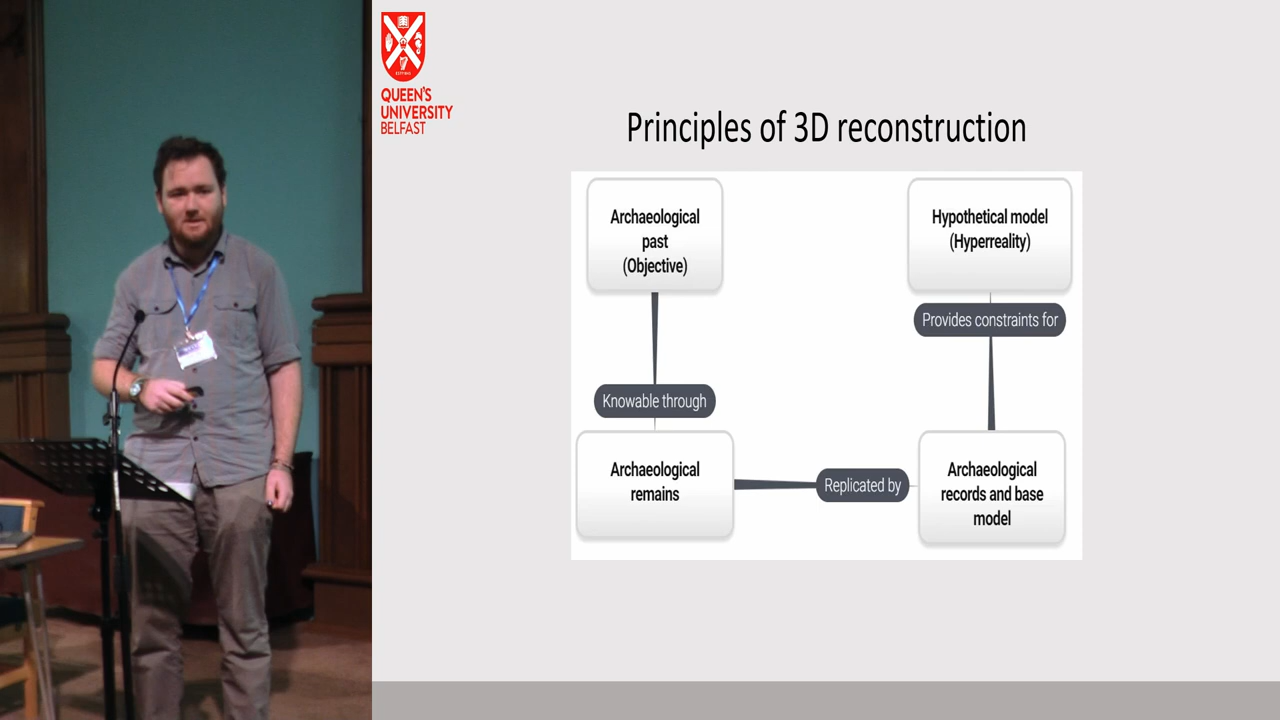 QUEEN'S
UNIVERSITY
BELFAST
Principles of 3D reconstruction
Archaeological
past
(Objective)
Hypothetical model
(Hyperreality)
Provides constraints for
Knowable through
Archaeological
remains
Replicated by
Archaeological
records and base
model